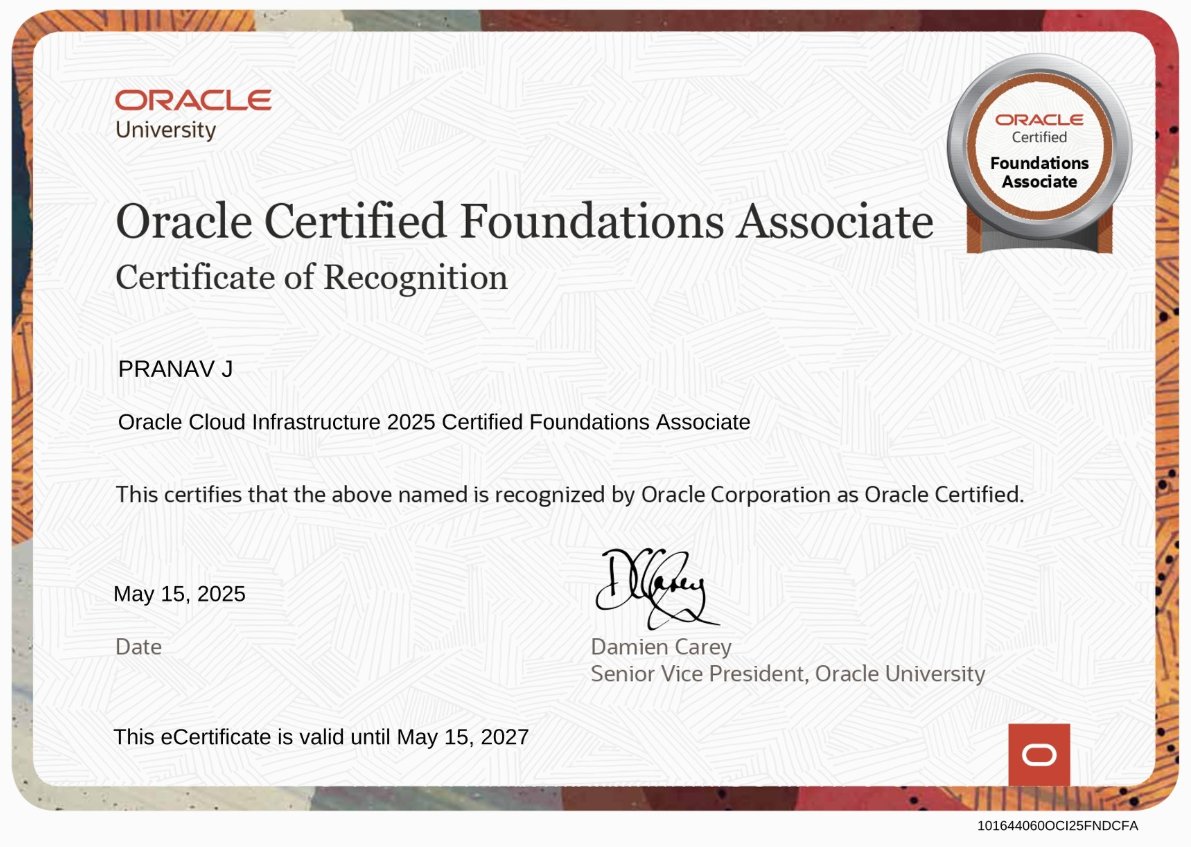 ORACLE
University
ORACLE
Certified
Foundations
Associate
Oracle Certified Foundations Associate
Certificate of Recognition
PRANAV J
Oracle Cloud Infrastructure 2025 Certified Foundations Associate
This certifies that the above named is recognized by Oracle Corporation as Oracle Certified.
DCarey
May 15, 2025
Date
Damien Carey
Senior Vice President, Oracle University
This eCertificate is valid until May 15, 2027
101644060OCI25FNDCFA